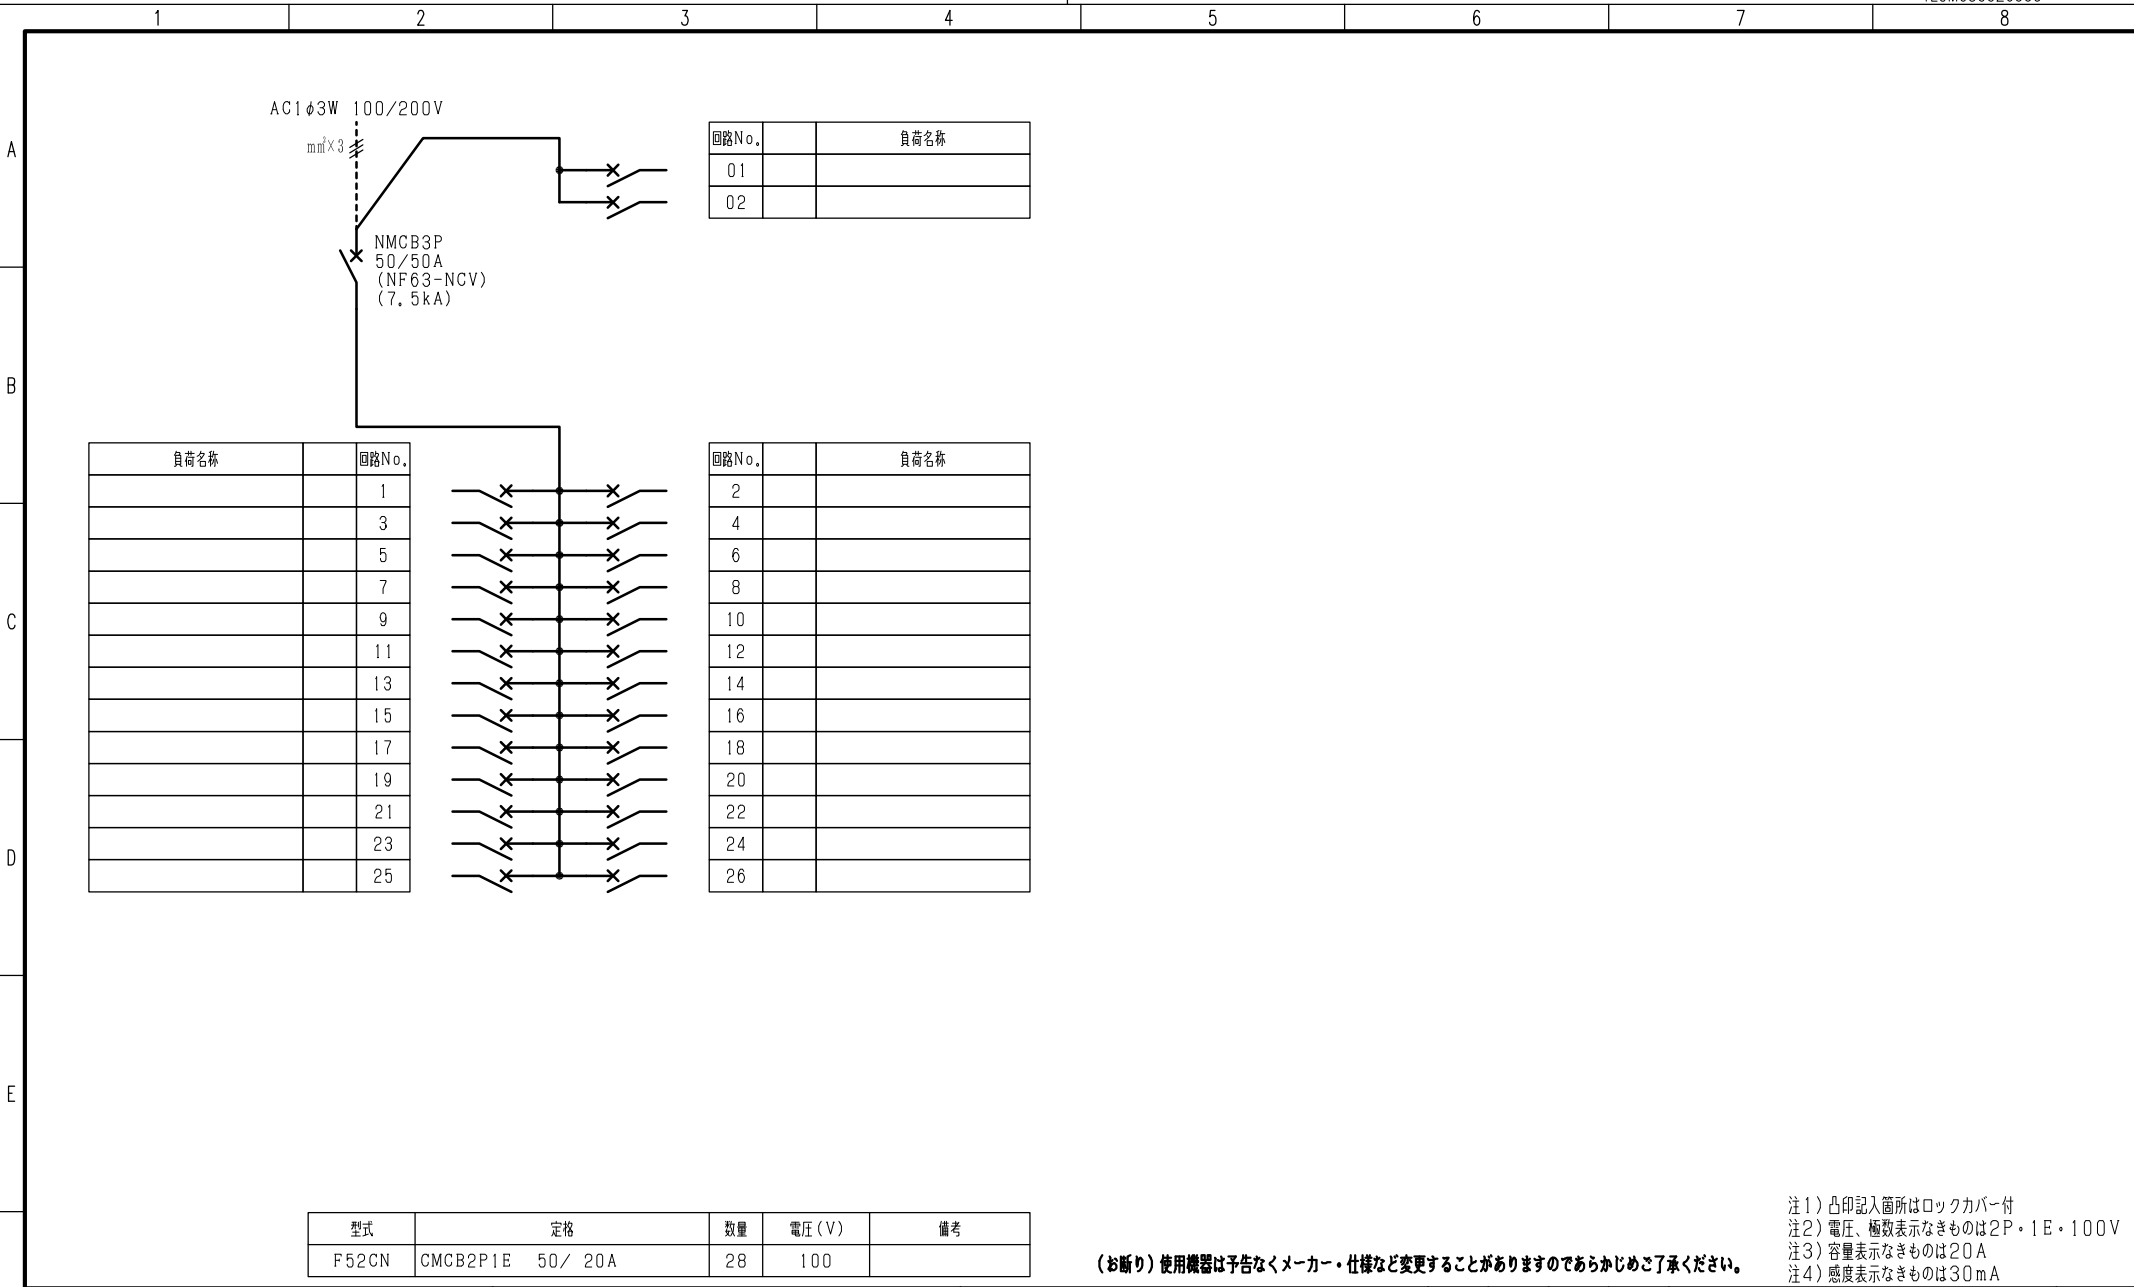 1 2 3 4 5 6 7 8
A
B
C
D
E
AC1φ3W 100/200V
m㎡×3
NMCB3P
50/50A
(NF63-NCV)
(7.5kA)
回路No. 負荷名称
01
02
負荷名称 回路No.
1
3
5
7
9
11
13
15
17
19
21
23
25
回路No. 負荷名称
2
4
6
8
10
12
14
16
18
20
22
24
26
型式 定格 数量 電圧(V) 備考
F52CN CMCB2P1E 50/ 20A 28 100
(お断り)使用機器は予告なくメーカー・仕様など変更することがありますのであらかじめご了承ください。
注1)凸印記入箇所はロックカバー付
注2)電圧、極数表示なきものは2P・1E・100V
注3)容量表示なきものは20A
注4)感度表示なきものは30mA